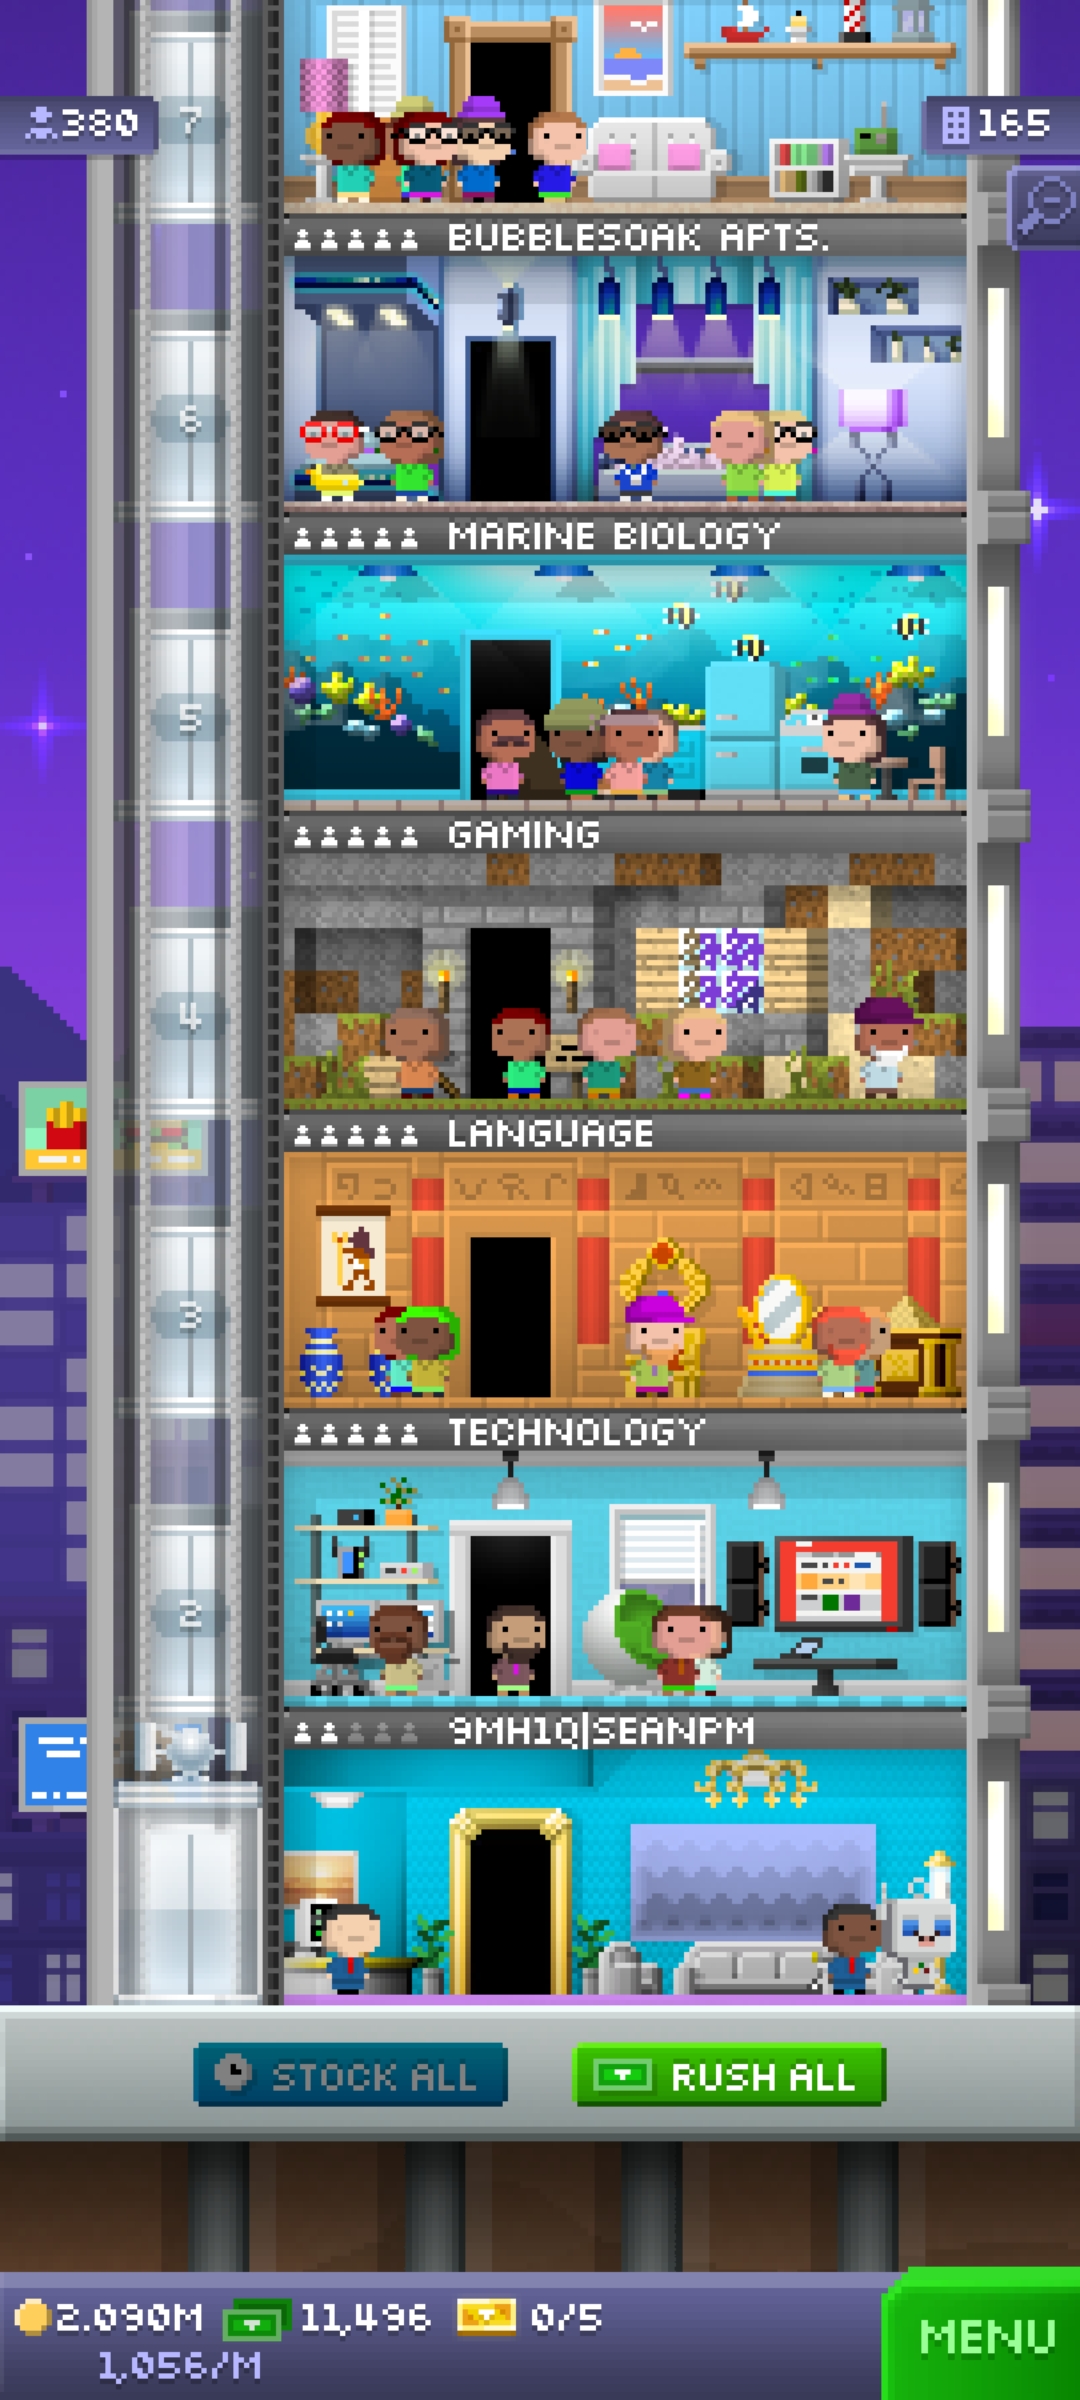 380
7
165
BUBBLESOAK APTS.
6
MARINE BIOLOGY
5
GAMING
4
LANGUAGE
3
TECHNOLOGY
2
9MH1Q|SEANPM
STOCK ALL
RUSH ALL
2.090M
11,496
0/5
1,056/M
MENU